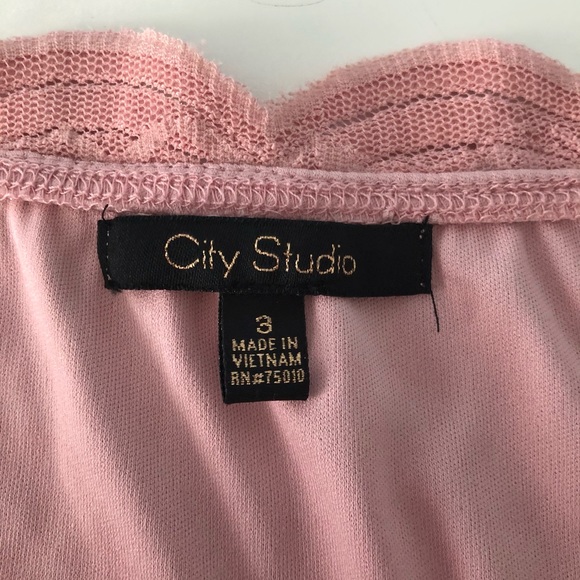 City Studio
3
MADE IN
VIETNAM
RN#75010